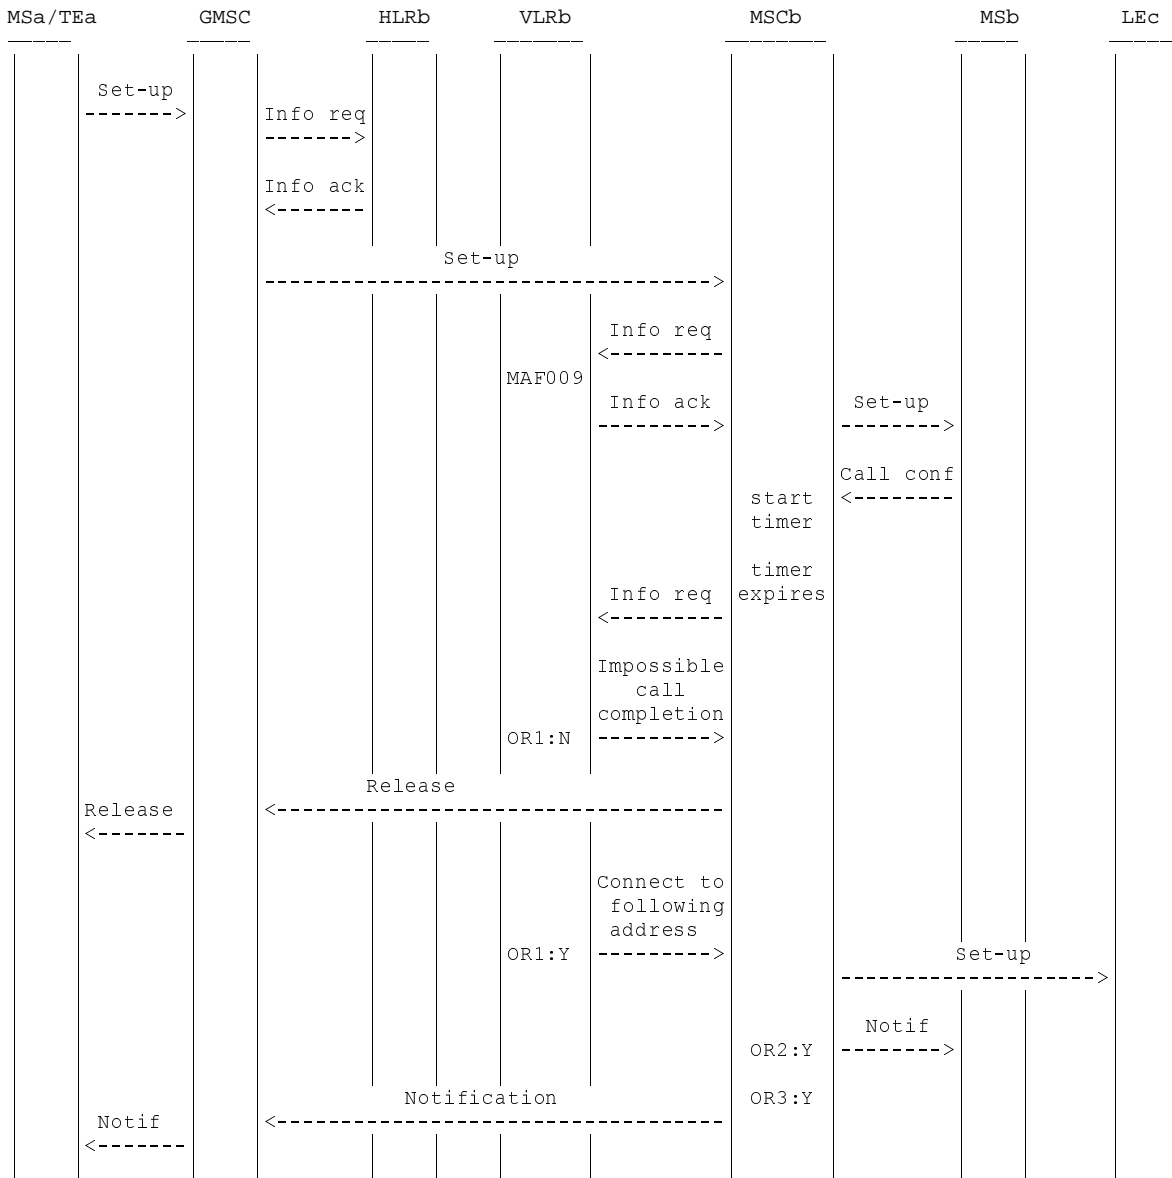 MSa/TEa GMSC HLRb VLRb MSCb MSb LEc
Set-up
Info req
Info ack
Set-up
Info req
MAF009
Info ack Set-up
Call conf
start
timer
timer
Info req expires
Impossible
call
completion
OR1:N
Release
Release
Connect to
following
address
OR1:Y Set-up
Notif
OR2:Y
Notification OR3:Y
Notif